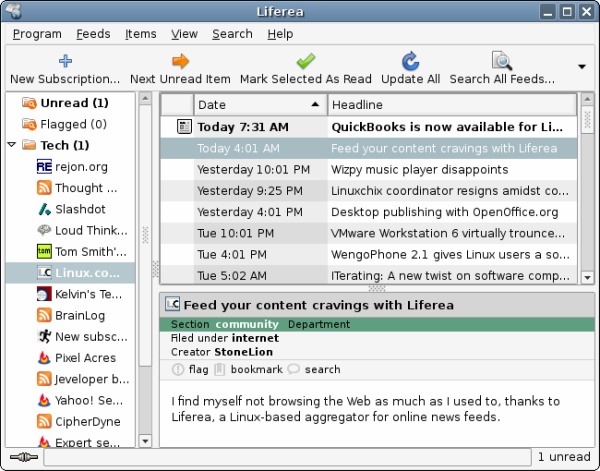 Liferea
Program Feeds Items View Search Help
New Subscription... Next Unread Item Mark Selected As Read Update All Search All Feeds...
Unread (1)
Flagged (0)
Tech (1)
RE rejon.org
Thought ...
Slashdot
Loud Think...
tom Tom Smith'...
LC Linux.co...
Kelvin's Te...
BrainLog
New subsc...
Pixel Acres
Jeveloper b...
Yahoo! Se...
CipherDyne
Expert se...
Date Headline
Today 7:31 AM QuickBooks is now available for Li...
Today 4:01 AM Feed your content cravings with Liferea
Yesterday 10:01 PM Wizpy music player disappoints
Yesterday 9:25 PM Linuxchix coordinator resigns amidst co...
Yesterday 4:01 PM Desktop publishing with OpenOffice.org
Tue 10:01 PM VMware Workstation 6 virtually trounce...
Tue 4:01 PM WengoPhone 2.1 gives Linux users a so...
Tue 5:02 AM ITerating: A new twist on software comp...
LC Feed your content cravings with Liferea
Section community Department
Filed under internet
Creator StoneLion
flag bookmark search
I find myself not browsing the Web as much as I used to, thanks to
Liferea, a Linux-based aggregator for online news feeds.
1 unread